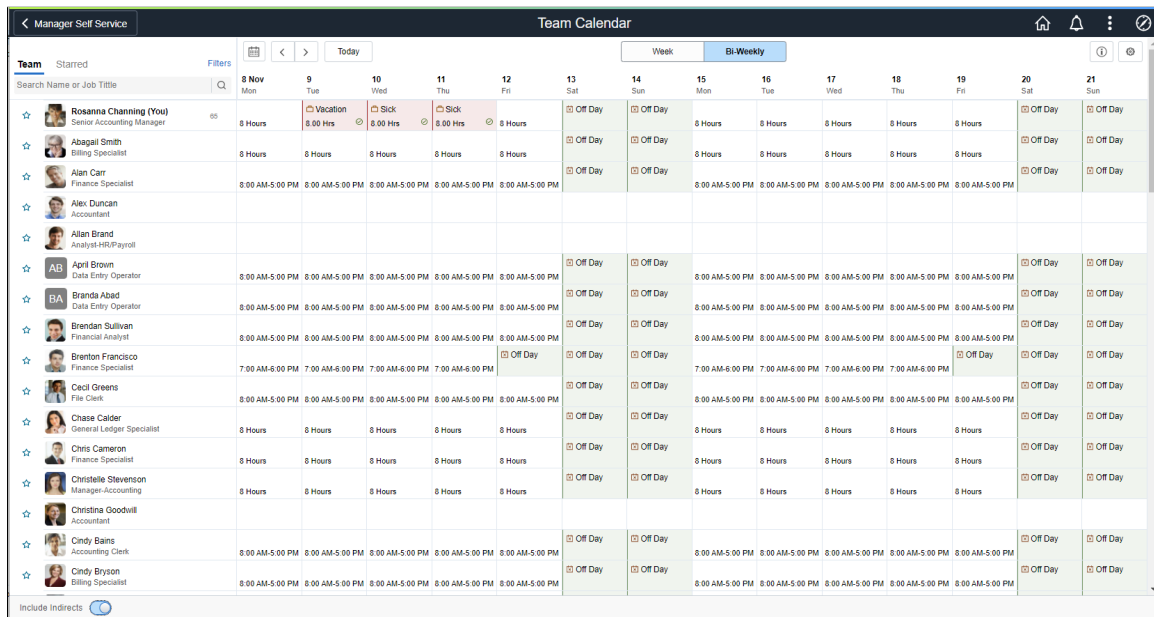 Manager Self Service
Team Calendar
Team Starred Filters
Today
Week Bi-Weekly
Search Name or Job Tittle
8 Nov 9 10 11 12 13 14 15 16 17 18 19 20 21
Mon Tue Wed Thu Fri Sat Sun Mon Tue Wed Thu Fri Sat Sun
Rosanna Channing (You) 65 Vacation Sick Sick Off Day Off Day Off Day Off Day
Senior Accounting Manager 8 Hours 8.00 Hrs 8.00 Hrs 8.00 Hrs 8 Hours 8 Hours 8 Hours 8 Hours 8 Hours 8 Hours
Abagail Smith Off Day Off Day Off Day Off Day
Billing Specialist 8 Hours 8 Hours 8 Hours 8 Hours 8 Hours 8 Hours 8 Hours 8 Hours 8 Hours 8 Hours
Alan Carr Off Day Off Day Off Day Off Day
Finance Specialist 8:00 AM-5:00 PM 8:00 AM-5:00 PM 8:00 AM-5:00 PM 8:00 AM-5:00 PM 8:00 AM-5:00 PM 8:00 AM-5:00 PM 8:00 AM-5:00 PM 8:00 AM-5:00 PM 8:00 AM-5:00 PM 8:00 AM-5:00 PM
Alex Duncan
Accountant
Allan Brand
Analyst-HR/Payroll
AB April Brown Off Day Off Day Off Day Off Day
Data Entry Operator 8:00 AM-5:00 PM 8:00 AM-5:00 PM 8:00 AM-5:00 PM 8:00 AM-5:00 PM 8:00 AM-5:00 PM 8:00 AM-5:00 PM 8:00 AM-5:00 PM 8:00 AM-5:00 PM 8:00 AM-5:00 PM 8:00 AM-5:00 PM
BA Branda Abad Off Day Off Day Off Day Off Day
Data Entry Operator 8:00 AM-5:00 PM 8:00 AM-5:00 PM 8:00 AM-5:00 PM 8:00 AM-5:00 PM 8:00 AM-5:00 PM 8:00 AM-5:00 PM 8:00 AM-5:00 PM 8:00 AM-5:00 PM 8:00 AM-5:00 PM 8:00 AM-5:00 PM
Brendan Sullivan Off Day Off Day Off Day Off Day
Financial Analyst 8:00 AM-5:00 PM 8:00 AM-5:00 PM 8:00 AM-5:00 PM 8:00 AM-5:00 PM 8:00 AM-5:00 PM 8:00 AM-5:00 PM 8:00 AM-5:00 PM 8:00 AM-5:00 PM 8:00 AM-5:00 PM 8:00 AM-5:00 PM
Brenton Francisco Off Day Off Day Off Day Off Day Off Day Off Day
Finance Specialist 7:00 AM-6:00 PM 7:00 AM-6:00 PM 7:00 AM-6:00 PM 7:00 AM-6:00 PM 7:00 AM-6:00 PM 7:00 AM-6:00 PM 7:00 AM-6:00 PM 7:00 AM-6:00 PM
Cecil Greens Off Day Off Day Off Day Off Day
File Clerk 8:00 AM-5:00 PM 8:00 AM-5:00 PM 8:00 AM-5:00 PM 8:00 AM-5:00 PM 8:00 AM-5:00 PM 8:00 AM-5:00 PM 8:00 AM-5:00 PM 8:00 AM-5:00 PM 8:00 AM-5:00 PM 8:00 AM-5:00 PM
Chase Calder Off Day Off Day Off Day Off Day
General Ledger Specialist 8 Hours 8 Hours 8 Hours 8 Hours 8 Hours 8 Hours 8 Hours 8 Hours 8 Hours 8 Hours
Chris Cameron Off Day Off Day Off Day Off Day
Finance Specialist 8 Hours 8 Hours 8 Hours 8 Hours 8 Hours 8 Hours 8 Hours 8 Hours 8 Hours 8 Hours
Christelle Stevenson Off Day Off Day Off Day Off Day
Manager-Accounting 8 Hours 8 Hours 8 Hours 8 Hours 8 Hours 8 Hours 8 Hours 8 Hours 8 Hours 8 Hours
Christina Goodwill
Accountant
Cindy Bains Off Day Off Day Off Day Off Day
Accounting Clerk 8:00 AM-5:00 PM 8:00 AM-5:00 PM 8:00 AM-5:00 PM 8:00 AM-5:00 PM 8:00 AM-5:00 PM 8:00 AM-5:00 PM 8:00 AM-5:00 PM 8:00 AM-5:00 PM 8:00 AM-5:00 PM 8:00 AM-5:00 PM
Cindy Bryson Off Day Off Day Off Day Off Day
Billing Specialist 8:00 AM-5:00 PM 8:00 AM-5:00 PM 8:00 AM-5:00 PM 8:00 AM-5:00 PM 8:00 AM-5:00 PM 8:00 AM-5:00 PM 8:00 AM-5:00 PM 8:00 AM-5:00 PM 8:00 AM-5:00 PM 8:00 AM-5:00 PM
Include Indirects